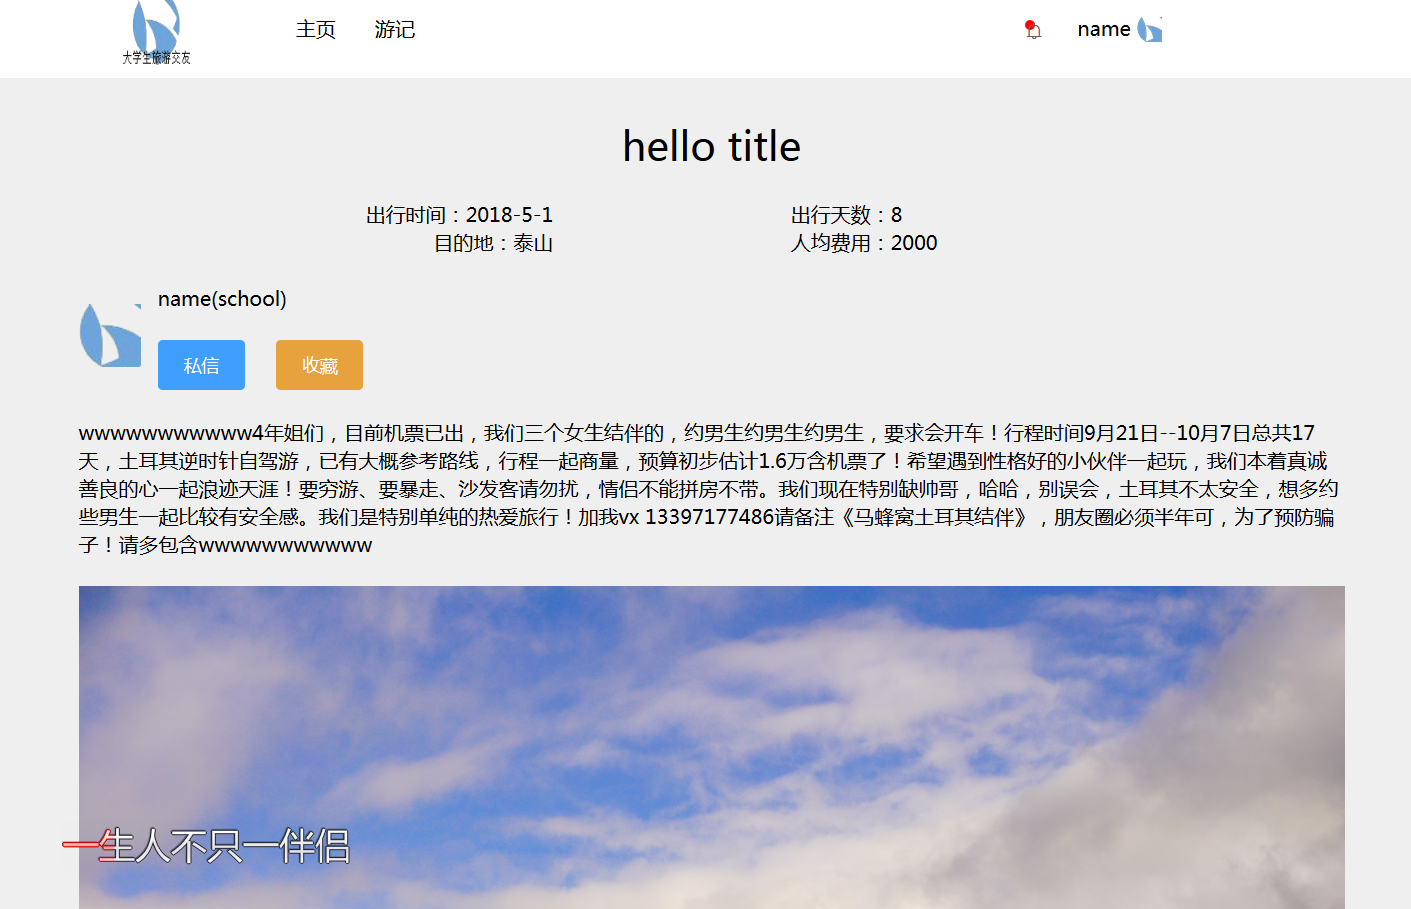 大学生旅游交友
主页 游记 name
hello title
出行时间：2018-5-1 出行天数：8
目的地：泰山 人均费用：2000
name(school)
私信 收藏
wwwwwwwwwww4年姐们，目前机票已出，我们三个女生结伴的，约男生约男生约男生，要求会开车！行程时间9月21日--10月7日总共17
天，土耳其逆时针自驾游，已有大概参考路线，行程一起商量，预算初步估计1.6万含机票了！希望遇到性格好的小伙伴一起玩，我们本着真诚
善良的心一起浪迹天涯！要穷游、要暴走、沙发客请勿扰，情侣不能拼房不带。我们现在特别缺帅哥，哈哈，别误会，土耳其不太安全，想多约
些男生一起比较有安全感。我们是特别单纯的热爱旅行！加我vx 13397177486请备注《马蜂窝土耳其结伴》，朋友圈必须半年可，为了预防骗
子！请多包含wwwwwwwwwww
一生人不只一伴侣